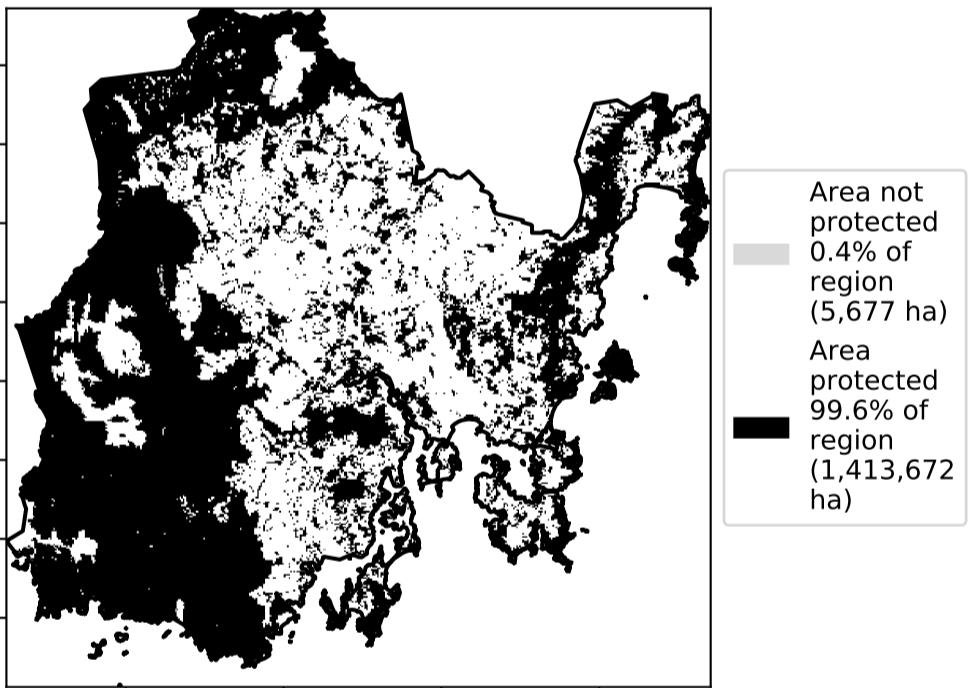 Area not
protected
0.4% of
region
(5,677 ha)
Area
protected
99.6% of
region
(1,413,672
ha)